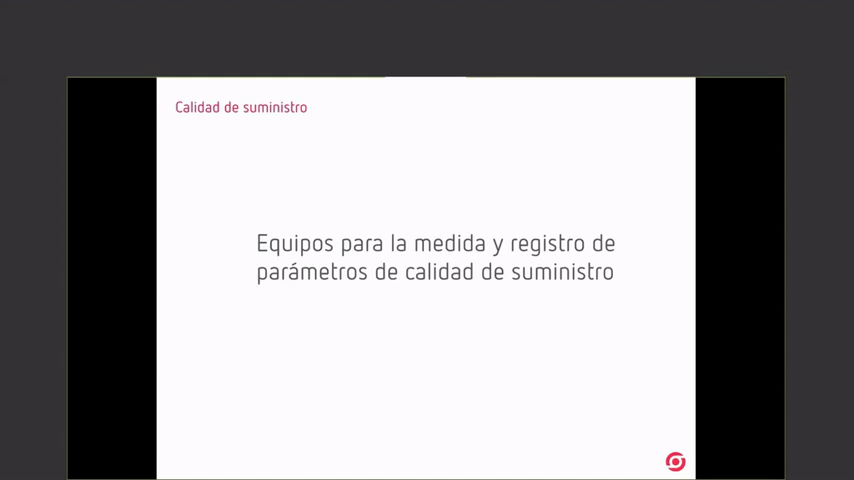 Calidad de suministro
Equipos para la medida y registro de
parámetros de calidad de suministro